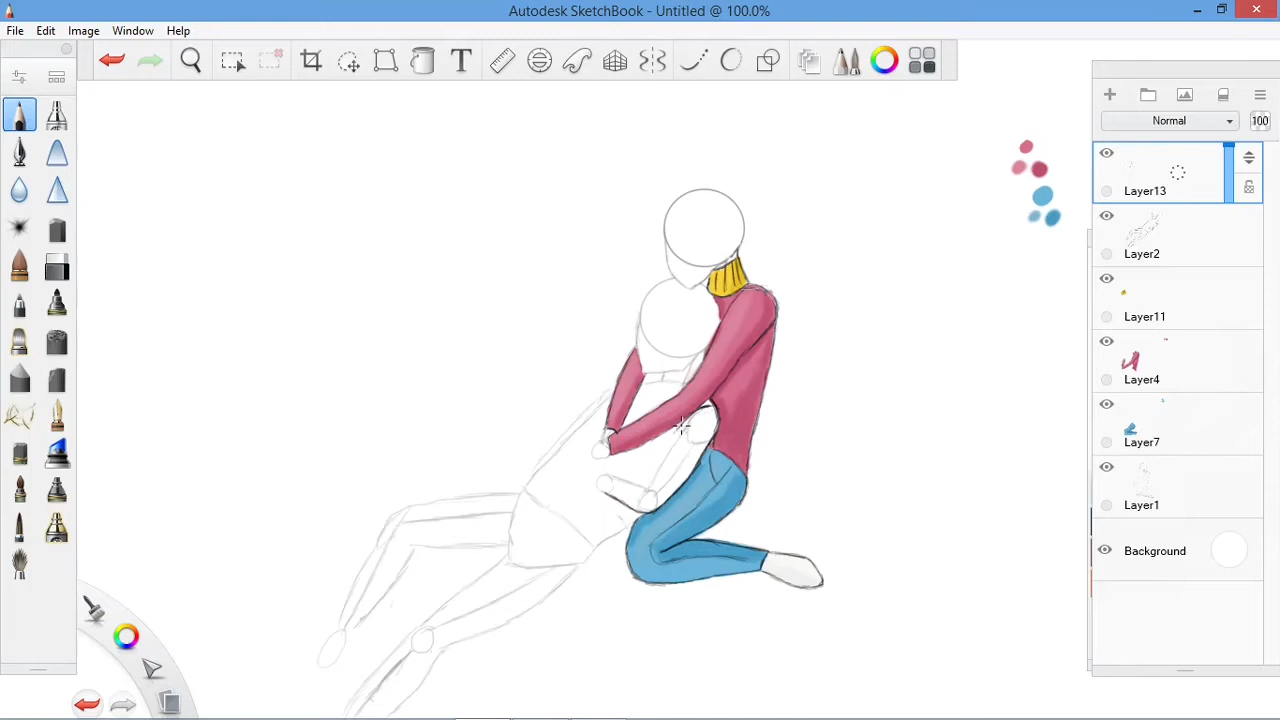 Autodesk SketchBook - Untitled @ 100.0%
File Edit Image Window Help
T
Normal 100
Layer13
Layer2
Layer11
Layer4
Layer7
Layer1
Background